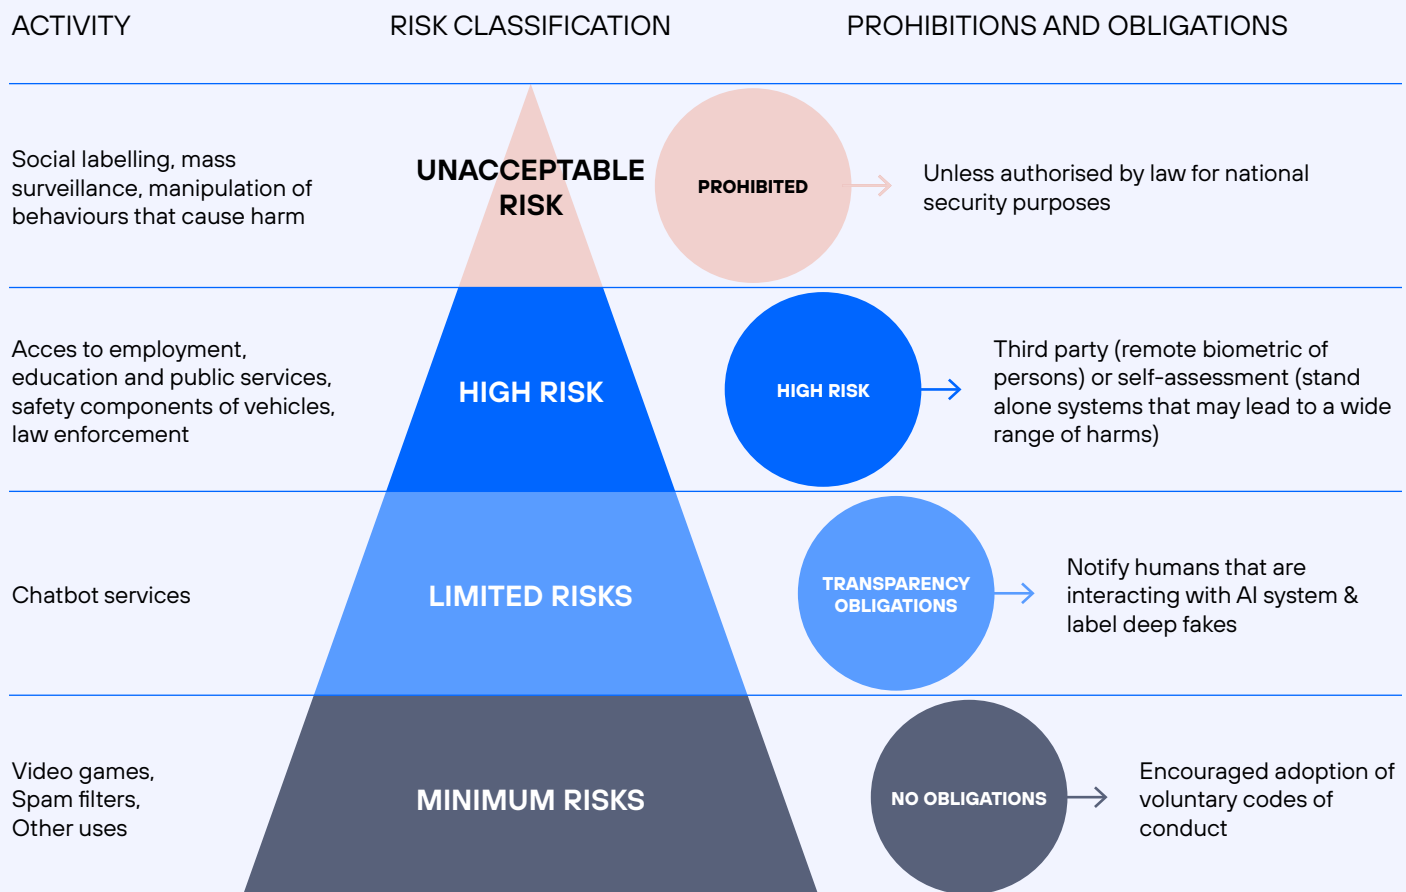 ACTIVITY
RISK CLASSIFICATION
PROHIBITIONS AND OBLIGATIONS
Social labelling, mass
surveillance, manipulation of
behaviours that cause harm
UNACCEPTABLE
RISK
PROHIBITED
Unless authorised by law for national
security purposes
Acces to employment,
education and public services,
safety components of vehicles,
law enforcement
HIGH RISK
HIGH RISK
Third party (remote biometric of
persons) or self-assessment (stand
alone systems that may lead to a wide
range of harms)
Chatbot services
LIMITED RISKS
TRANSPARENCY
OBLIGATIONS
Notify humans that are
interacting with AI system &
label deep fakes
Video games,
Spam filters,
Other uses
MINIMUM RISKS
NO OBLIGATIONS
Encouraged adoption of
voluntary codes of
conduct